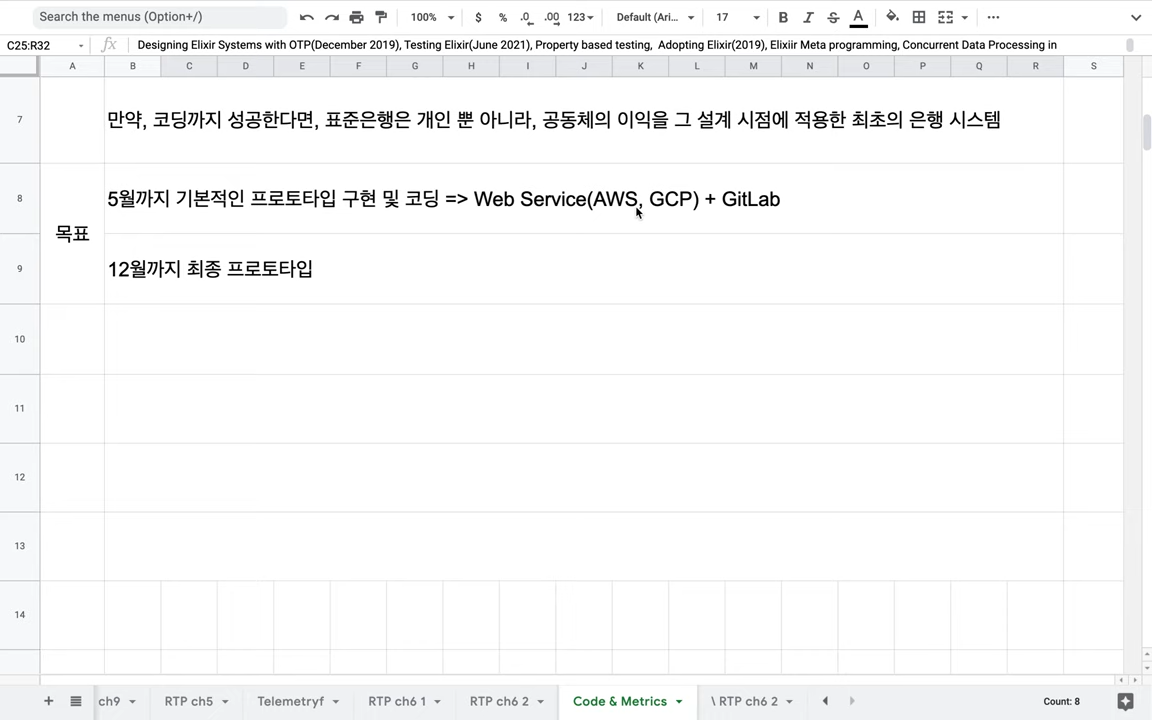 Search the menus (Option+/)
100%
$
%
.0
.00
123
Default (Ari...
17
B
I
S
A
C25:R32
fx
Designing Elixir Systems with OTP(December 2019), Testing Elixir(June 2021), Property based testing, Adopting Elixir(2019), Elixiir Meta programming, Concurrent Data Processing in
A B C D E F G H I J K L M N O P Q R S
7
만약, 코딩까지 성공한다면, 표준은행은 개인 뿐 아니라, 공동체의 이익을 그 설계 시점에 적용한 최초의 은행 시스템
8
5월까지 기본적인 프로토타입 구현 및 코딩 => Web Service(AWS, GCP) + GitLab
목표
9
12월까지 최종 프로토타입
10
11
12
13
14
ch9
RTP ch5
Telemetryf
RTP ch6 1
RTP ch6 2
Code & Metrics
\ RTP ch6 2
Count: 8